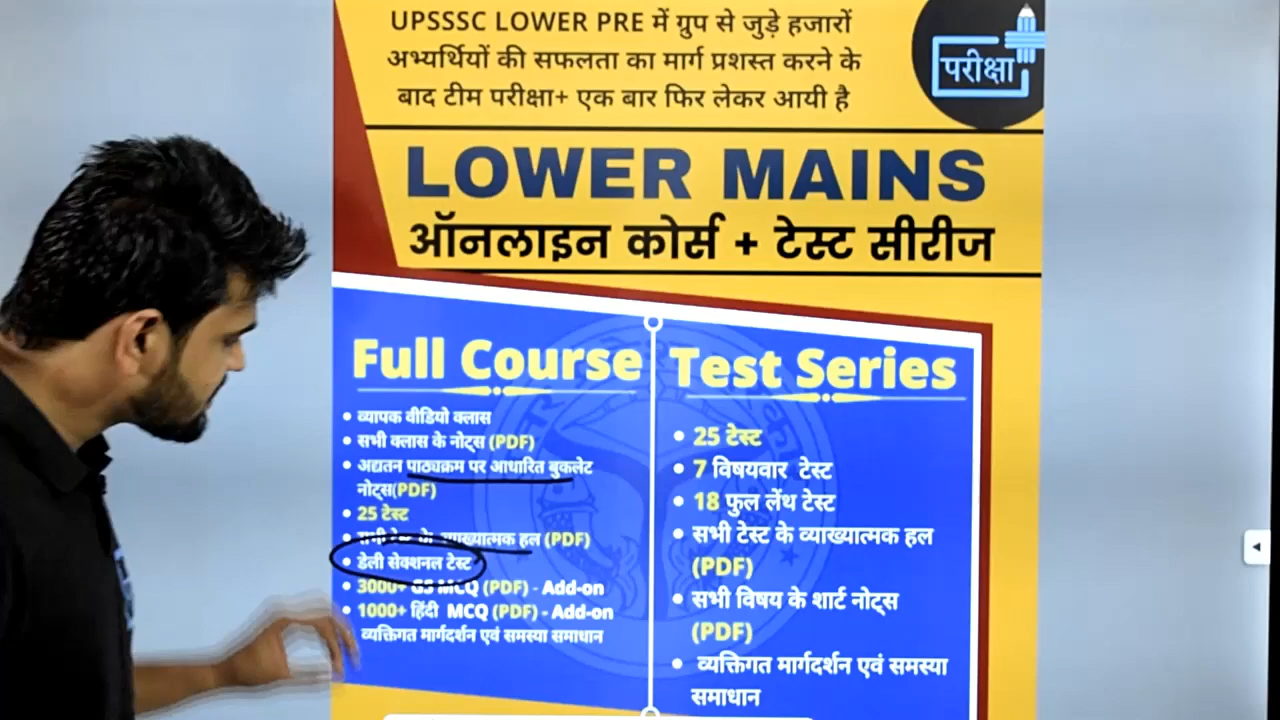 UPSSSC LOWER PRE में ग्रुप से जुड़े हजारों
अभ्यर्थियों की सफलता का मार्ग प्रशस्त करने के
बाद टीम परीक्षा+ एक बार फिर लेकर आयी है
परीक्षा
LOWER MAINS
ऑनलाइन कोर्स + टेस्ट सीरीज
Full Course
• व्यापक वीडियो क्लास
• सभी क्लास के नोट्स (PDF)
• अद्यतन पाठ्यक्रम पर आधारित बुकलेट
नोट्स(PDF)
• 25 टेस्ट
• सभी टेस्ट के व्याख्यात्मक हल (PDF)
• डेली सेक्शनल टेस्ट
• 3000+ GS MCQ (PDF) - Add-on
• 1000+ हिंदी MCQ (PDF) - Add-on
व्यक्तिगत मार्गदर्शन एवं समस्या समाधान
Test Series
• 25 टेस्ट
• 7 विषयवार टेस्ट
• 18 फुल लेंथ टेस्ट
• सभी टेस्ट के व्याख्यात्मक हल
(PDF)
• सभी विषय के शार्ट नोट्स
(PDF)
• व्यक्तिगत मार्गदर्शन एवं समस्या
समाधान